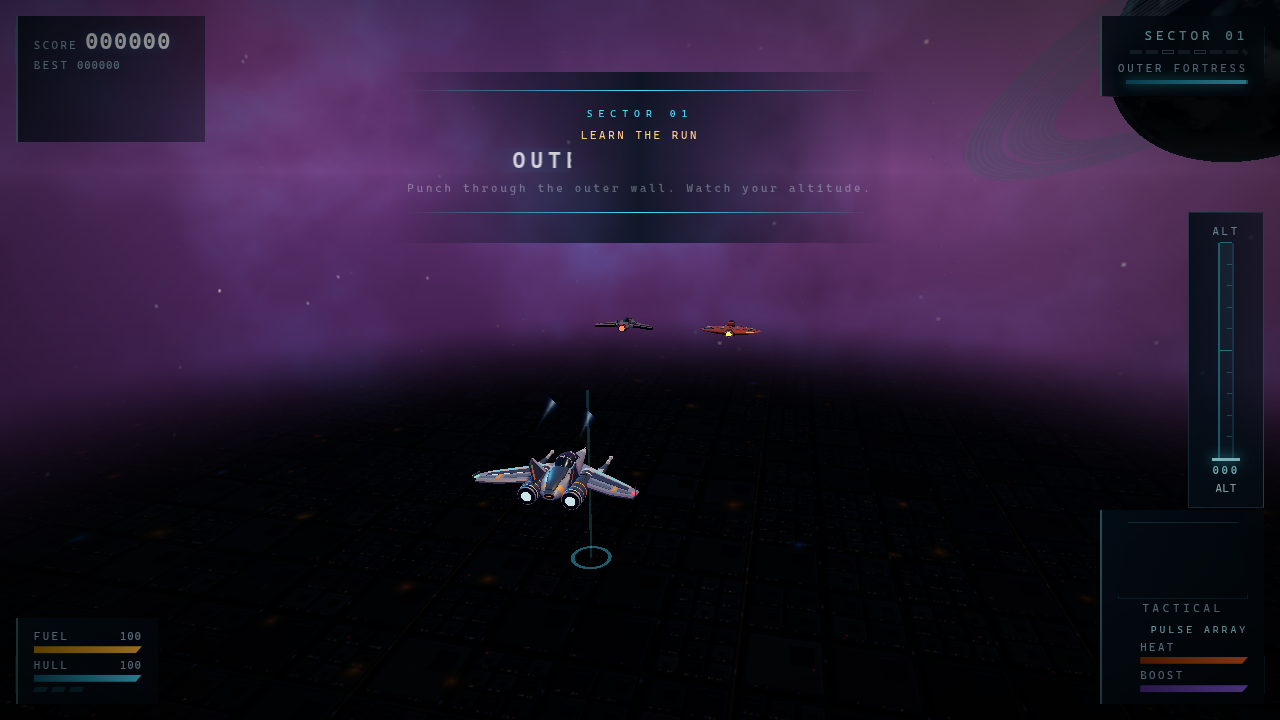 SCORE 000000
BEST 000000
SECTOR 01
OUTER FORTRESS
SECTOR 01
LEARN THE RUN
OUT
Punch through the outer wall. Watch your altitude.
ALT
000
ALT
FUEL 100
HULL 100
TACTICAL
PULSE ARRAY
HEAT
BOOST